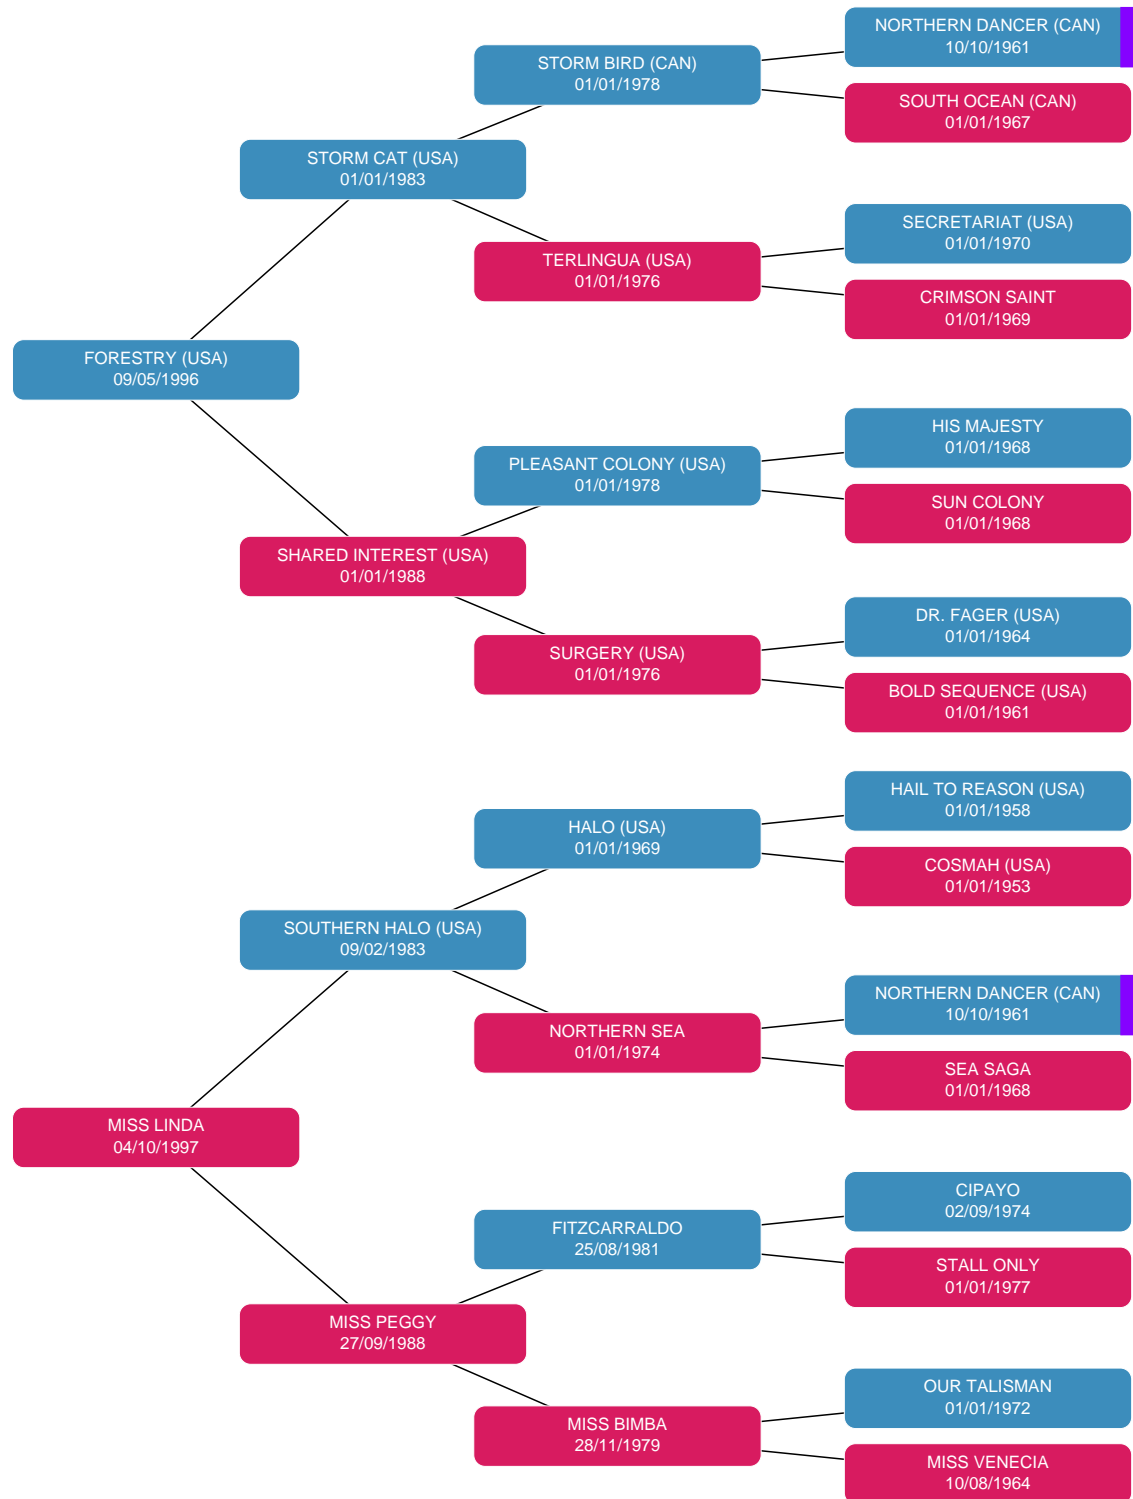 NORTHERN DANCER (CAN)
10/10/1961
STORM BIRD (CAN)
01/01/1978
SOUTH OCEAN (CAN)
01/01/1967
STORM CAT (USA)
01/01/1983
SECRETARIAT (USA)
01/01/1970
TERLINGUA (USA)
01/01/1976
CRIMSON SAINT
01/01/1969
FORESTRY (USA)
09/05/1996
HIS MAJESTY
01/01/1968
PLEASANT COLONY (USA)
01/01/1978
SUN COLONY
01/01/1968
SHARED INTEREST (USA)
01/01/1988
DR. FAGER (USA)
01/01/1964
SURGERY (USA)
01/01/1976
BOLD SEQUENCE (USA)
01/01/1961
HAIL TO REASON (USA)
01/01/1958
HALO (USA)
01/01/1969
COSMAH (USA)
01/01/1953
SOUTHERN HALO (USA)
09/02/1983
NORTHERN DANCER (CAN)
10/10/1961
NORTHERN SEA
01/01/1974
SEA SAGA
01/01/1968
MISS LINDA
04/10/1997
CIPAYO
02/09/1974
FITZCARRALDO
25/08/1981
STALL ONLY
01/01/1977
MISS PEGGY
27/09/1988
OUR TALISMAN
01/01/1972
MISS BIMBA
28/11/1979
MISS VENECIA
10/08/1964